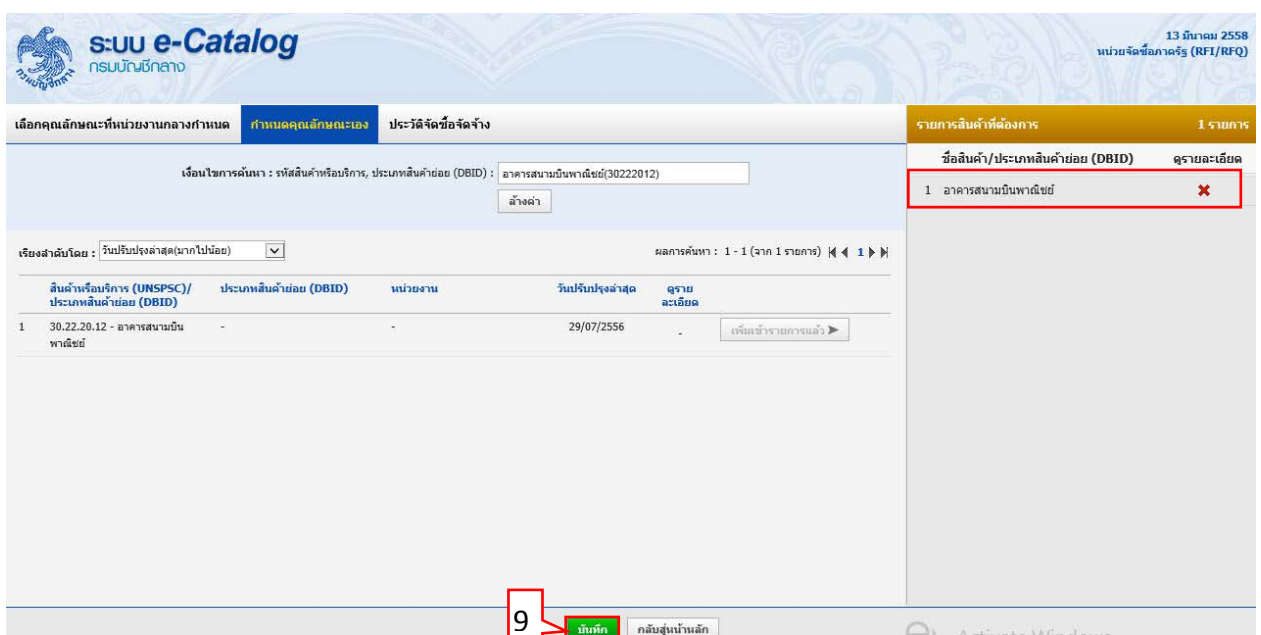 ระบบ e-Catalog
กรมบัญชีกลาง
กรมบัญชีกลาง
13 มีนาคม 2558
หน่วยจัดซื้อภาครัฐ (RFI/RFQ)
เลือกคุณลักษณะที่หน่วยงานกลางกำหนด กำหนดคุณลักษณะเอง ประวัติจัดซื้อจัดจ้าง
รายการสินค้าที่ต้องการ 1 รายการ
ชื่อสินค้า/ประเภทสินค้าย่อย (DBID) ดูรายละเอียด
1 อาคารสนามบินพาณิชย์
เงื่อนไขการค้นหา : รหัสสินค้าหรือบริการ, ประเภทสินค้าย่อย (DBID) : อาคารสนามบินพาณิชย์(30222012)
ล้างค่า
เรียงลำดับโดย : วันปรับปรุงล่าสุด(มากไปน้อย)
ผลการค้นหา : 1 - 1 (จาก 1 รายการ) 1
สินค้าหรือบริการ (UNSPSC)/ ประเภทสินค้าย่อย (DBID) หน่วยงาน วันปรับปรุงล่าสุด ดูราย
ประเภทสินค้าย่อย (DBID) ละเอียด
1 30.22.20.12 - อาคารสนามบิน - - 29/07/2556 - เพิ่มเข้ารายการแล้ว
พาณิชย์
9
บันทึก กลับสู่หน้าหลัก
Activate Windows